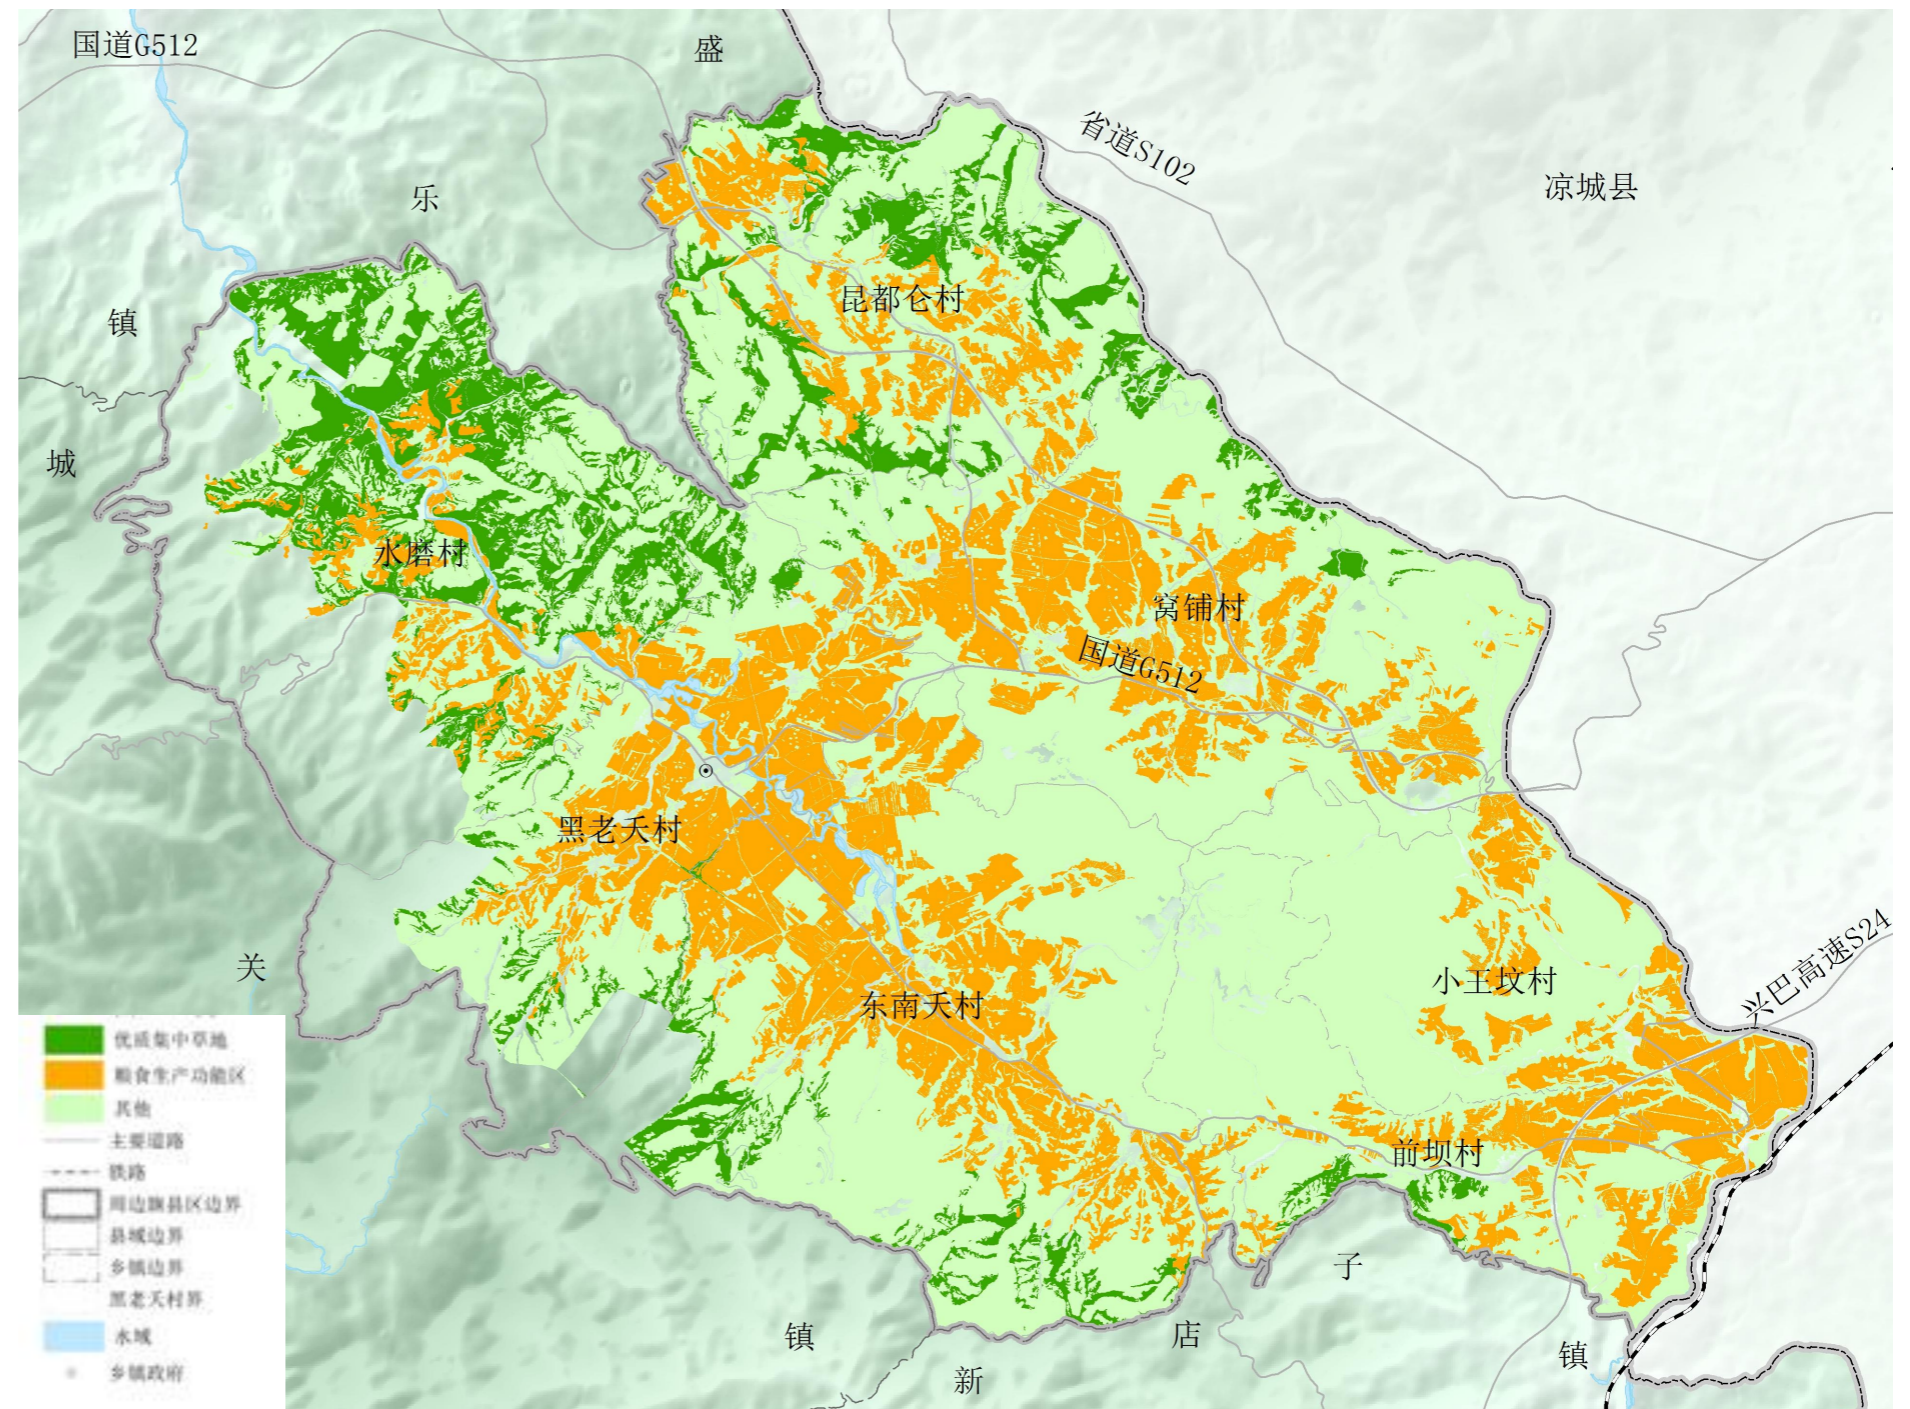 国道G512
盛
省道S102
凉城县
乐
昆都仑村
镇
城
水磨村
窝铺村
国道G512
黑老夭村
兴巴高速S24
关
小王坟村
东南夭村
前坝村
子
镇
店
镇
新
优质集中草地
粮食生产功能区
其他
主要道路
铁路
周边旗县区边界
县域边界
乡镇边界
黑老夭村界
水域
乡镇政府